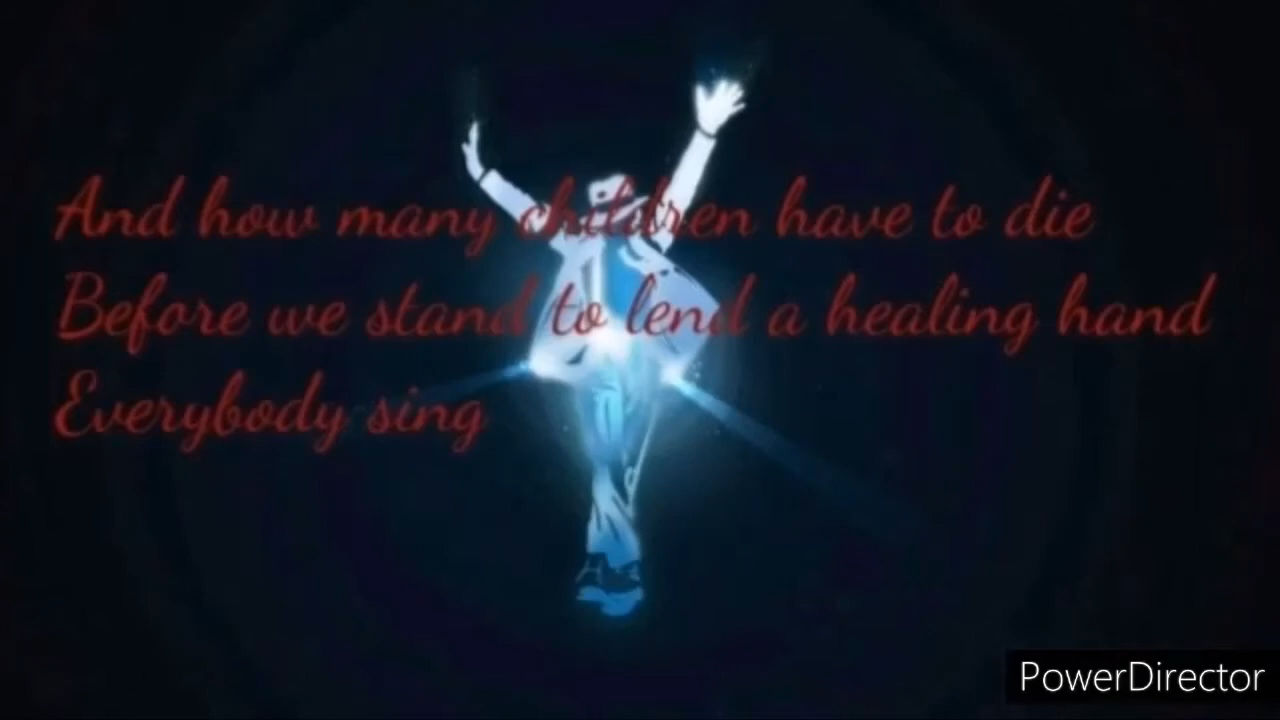 And how many children have to die
Before we stand to lend a healing hand
Everybody sing
PowerDirector